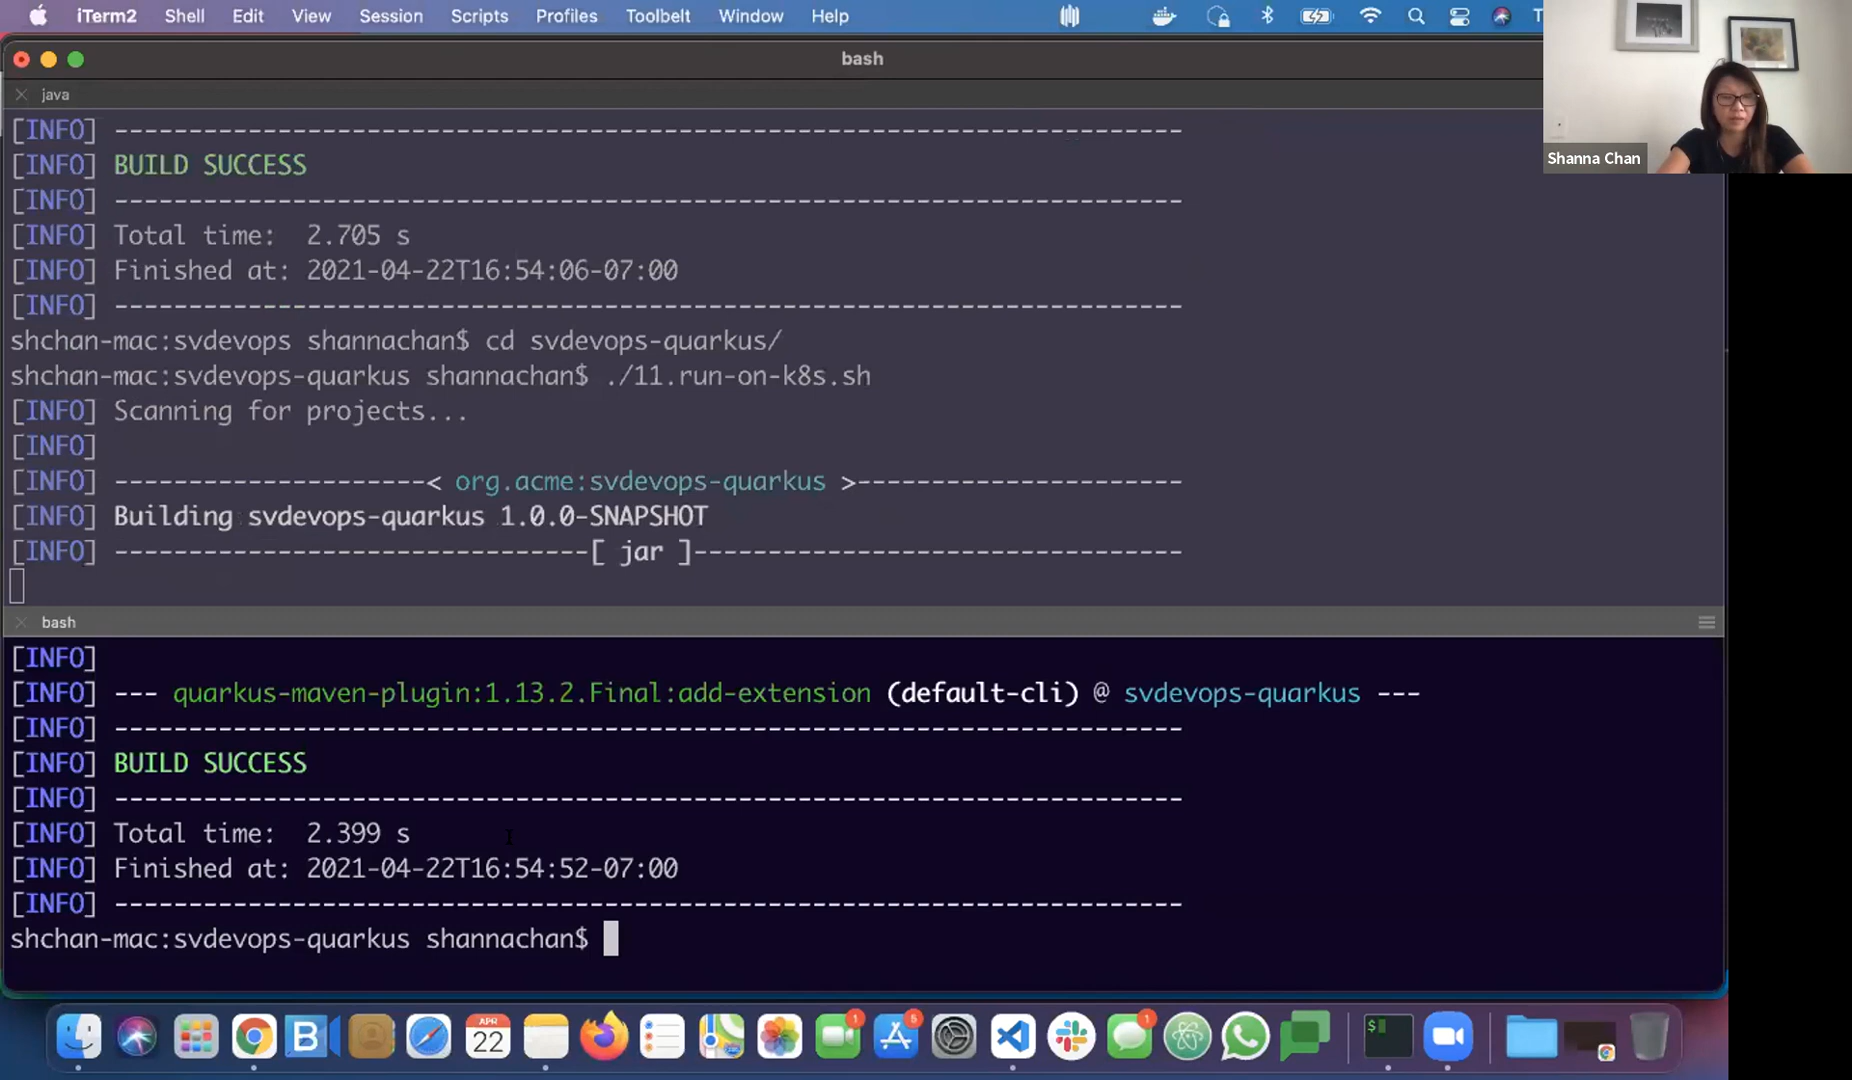 iTerm2 Shell Edit View Session Scripts Profiles Toolbelt Window Help
bash
java
[INFO] ------------------------------------------------------------------------
[INFO] BUILD SUCCESS
[INFO] ------------------------------------------------------------------------
[INFO] Total time:  2.705 s
[INFO] Finished at: 2021-04-22T16:54:06-07:00
[INFO] ------------------------------------------------------------------------
shchan-mac:svdevops shannachan$ cd svdevops-quarkus/
shchan-mac:svdevops-quarkus shannachan$ ./11.run-on-k8s.sh
[INFO] Scanning for projects...
[INFO]
[INFO] ---------------------< org.acme:svdevops-quarkus >----------------------
[INFO] Building svdevops-quarkus 1.0.0-SNAPSHOT
[INFO] --------------------------------[ jar ]---------------------------------
Shanna Chan
bash
[INFO]
[INFO] --- quarkus-maven-plugin:1.13.2.Final:add-extension (default-cli) @ svdevops-quarkus ---
[INFO] ------------------------------------------------------------------------
[INFO] BUILD SUCCESS
[INFO] ------------------------------------------------------------------------
[INFO] Total time:  2.399 s
[INFO] Finished at: 2021-04-22T16:54:52-07:00
[INFO] ------------------------------------------------------------------------
shchan-mac:svdevops-quarkus shannachan$
B
APR
22
1
5
1
$